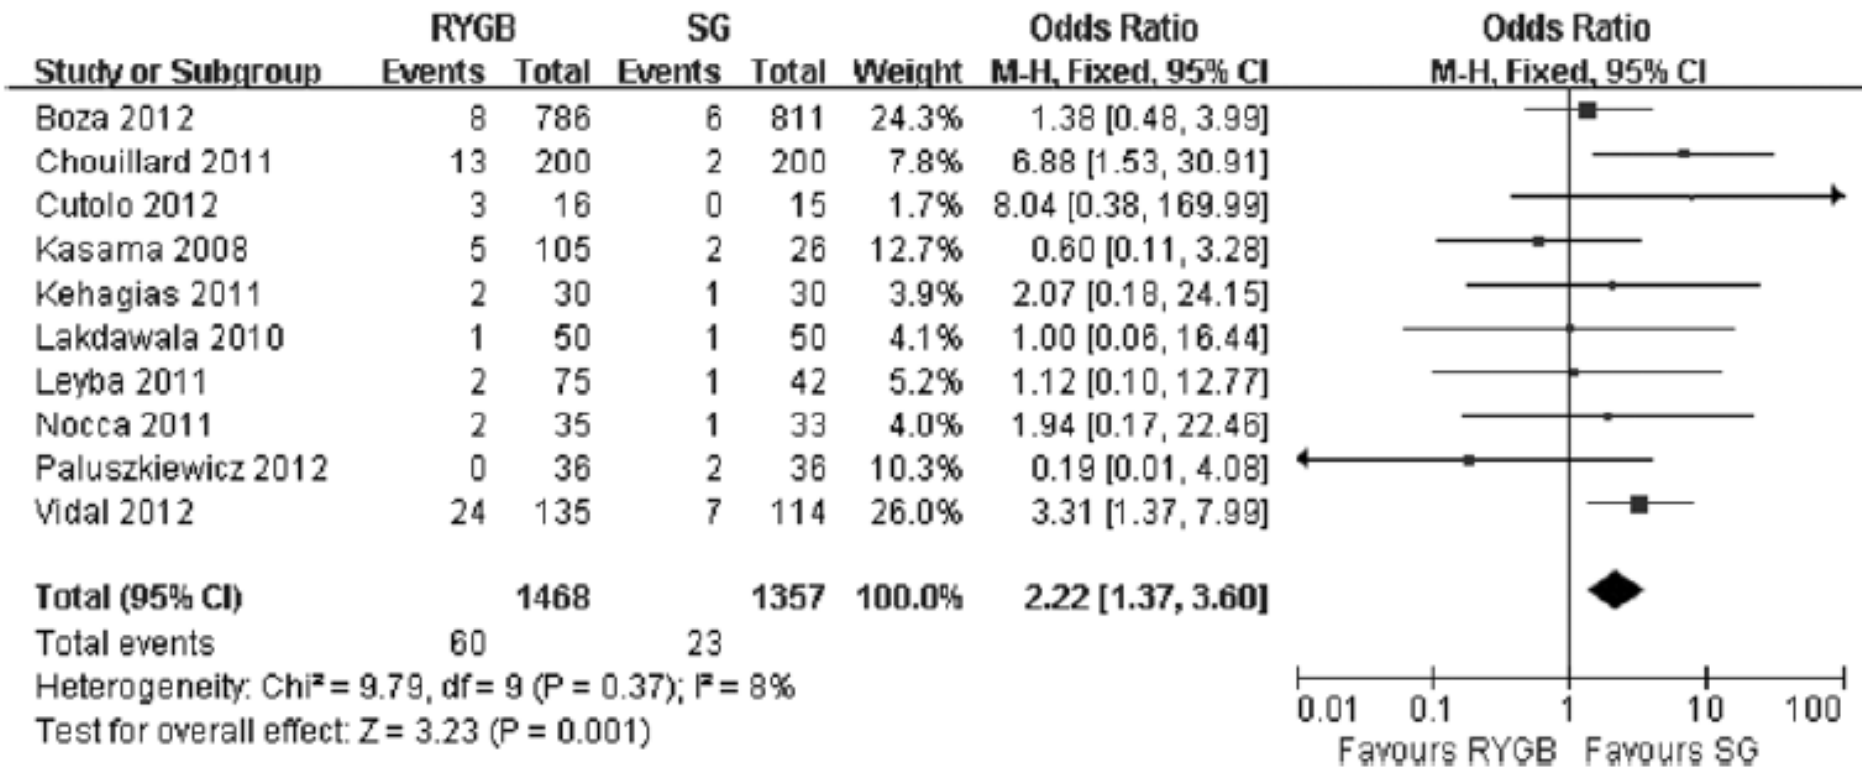 RYGB SG Odds Ratio Odds Ratio
Study or Subgroup Events Total Events Total Weight M-H, Fixed, 95% CI M-H, Fixed, 95% CI
Boza 2012 8 786 6 811 24.3% 1.38 [0.48, 3.99]
Chouillard 2011 13 200 2 200 7.8% 6.88 [1.53, 30.91]
Cutolo 2012 3 16 0 15 1.7% 8.04 [0.38, 169.99]
Kasama 2008 5 105 2 26 12.7% 0.60 [0.11, 3.28]
Kehagias 2011 2 30 1 30 3.9% 2.07 [0.18, 24.15]
Lakdawala 2010 1 50 1 50 4.1% 1.00 [0.06, 16.44]
Leyba 2011 2 75 1 42 5.2% 1.12 [0.10, 12.77]
Nocca 2011 2 35 1 33 4.0% 1.94 [0.17, 22.46]
Paluszkiewicz 2012 0 36 2 36 10.3% 0.19 [0.01, 4.08]
Vidal 2012 24 135 7 114 26.0% 3.31 [1.37, 7.99]
Total (95% CI) 1468 1357 100.0% 2.22 [1.37, 3.60]
Total events 60 23
Heterogeneity: Chi² = 9.79, df = 9 (P = 0.37); I² = 8%
Test for overall effect: Z = 3.23 (P = 0.001)
0.01 0.1 1 10 100
Favours RYGB Favours SG